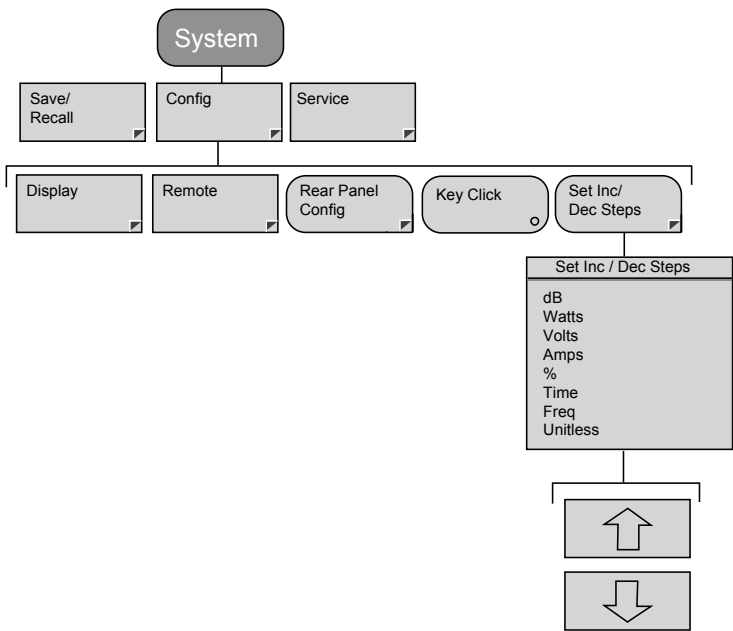 System
Save/
Recall
Config
Service
Display
Remote
Rear Panel
Config
Key Click
Set Inc/
Dec Steps
Set Inc / Dec Steps
dB
Watts
Volts
Amps
%
Time
Freq
Unitless